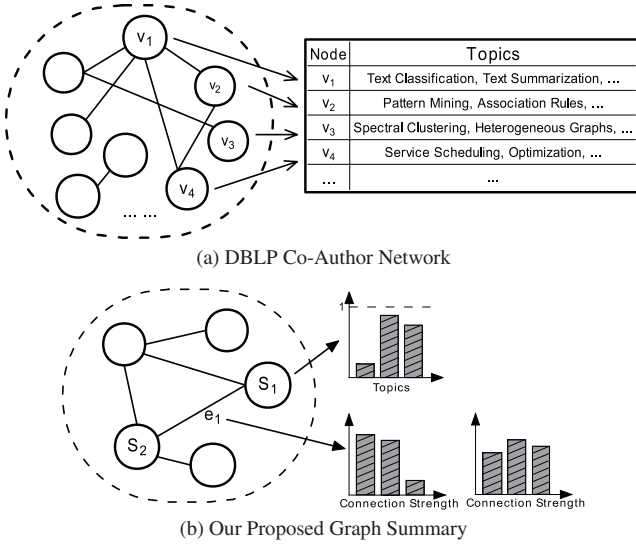 v1
v2
v3
v4
... ...
Node Topics
v1 Text Classification, Text Summarization, ...
v2 Pattern Mining, Association Rules, ...
v3 Spectral Clustering, Heterogeneous Graphs, ...
v4 Service Scheduling, Optimization, ...
... ...
(a) DBLP Co-Author Network
1
Topics
S1
e1
S2
Connection Strength Connection Strength
(b) Our Proposed Graph Summary